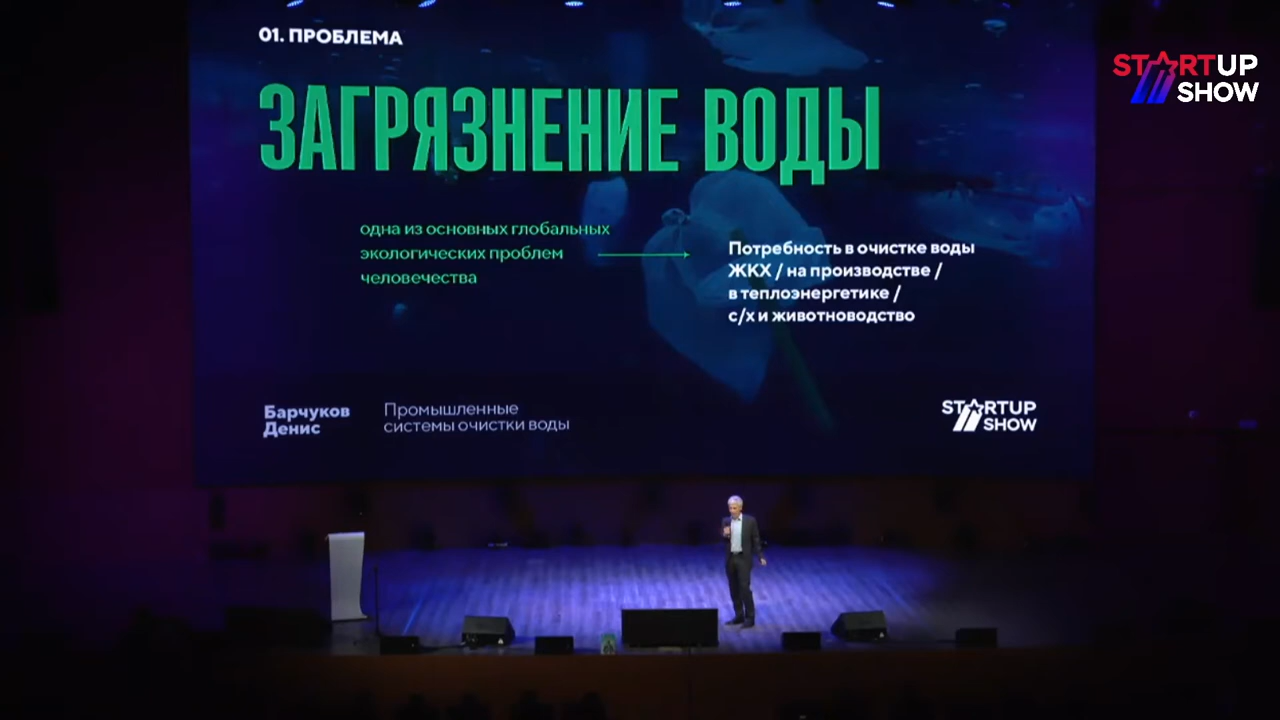 01. ПРОБЛЕМА
STARTUP
SHOW
ЗАГРЯЗНЕНИЕ ВОДЫ
одна из основных глобальных
экологических проблем
человечества
Потребность в очистке воды
ЖКХ / на производстве /
в теплоэнергетике /
с/х и животноводство
Барчуков
Денис
Промышленные
системы очистки воды
STARTUP
SHOW